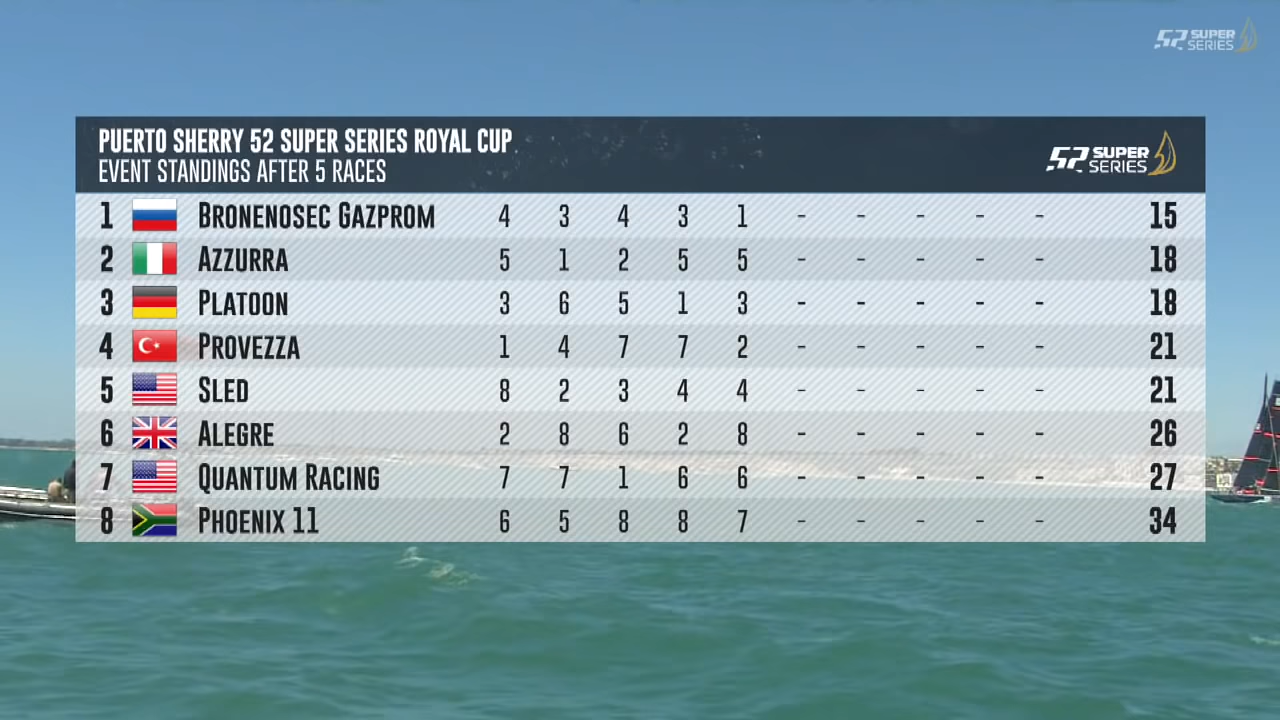 52 SUPER SERIES
PUERTO SHERRY 52 SUPER SERIES ROYAL CUP
EVENT STANDINGS AFTER 5 RACES
52 SUPER SERIES
1 BRONENOSEC GAZPROM 4 3 4 3 1 - - - - - 15
2 AZZURRA 5 1 2 5 5 - - - - - 18
3 PLATOON 3 6 5 1 3 - - - - - 18
4 PROVEZZA 1 4 7 7 2 - - - - - 21
5 SLED 8 2 3 4 4 - - - - - 21
6 ALEGRE 2 8 6 2 8 - - - - - 26
7 QUANTUM RACING 7 7 1 6 6 - - - - - 27
8 PHOENIX 11 6 5 8 8 7 - - - - - 34